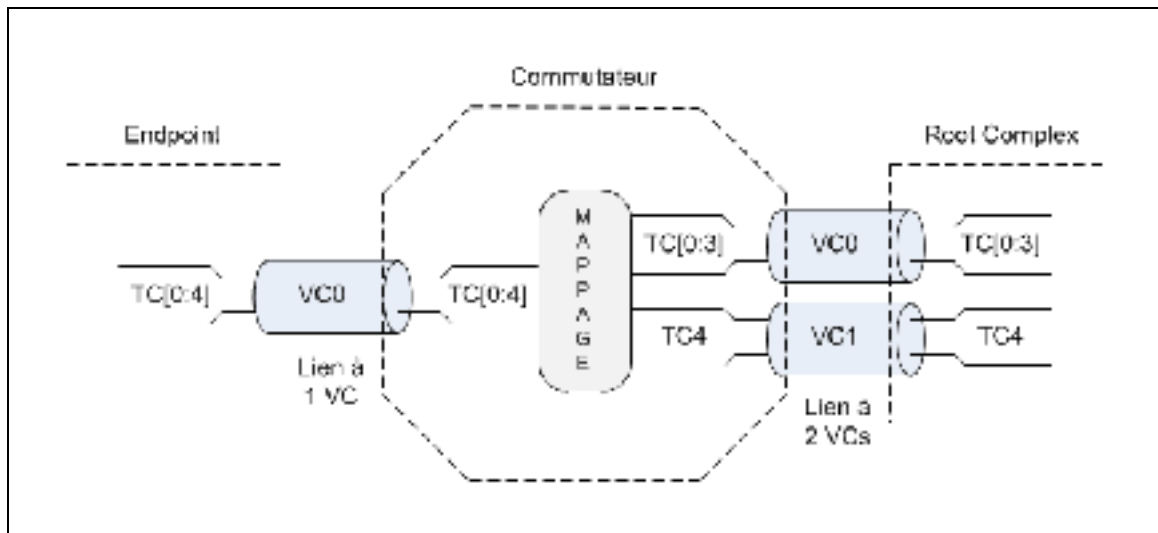 Commutateur
Endpoint
Root Complex
M
A
P
P
A
G
E
TC[0:3]
VC0
TC[0:3]
TC[0:4]
VC0
TC[0:4]
TC4
VC1
TC4
Lien à
1 VC
Lien à
2 VCs